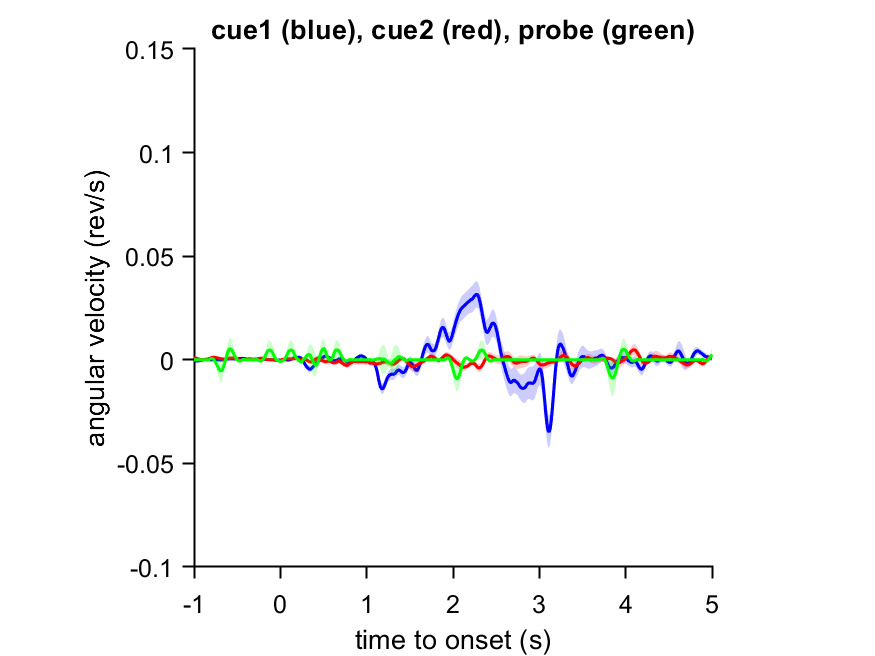 cue1 (blue), cue2 (red), probe (green)
0.15
0.1
0.05
0
-0.05
-0.1
angular velocity (rev/s)
-1 0 1 2 3 4 5
time to onset (s)